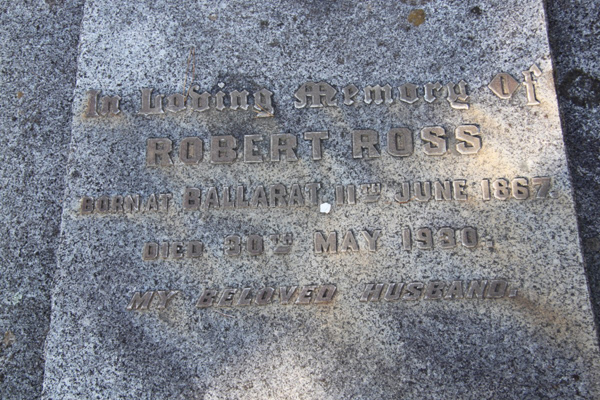 In Loving Memory Of
ROBERT ROSS
BORN AT BALLARAT 11TH JUNE 1867.
DIED 30TH MAY 1930.
MY BELOVED HUSBAND.